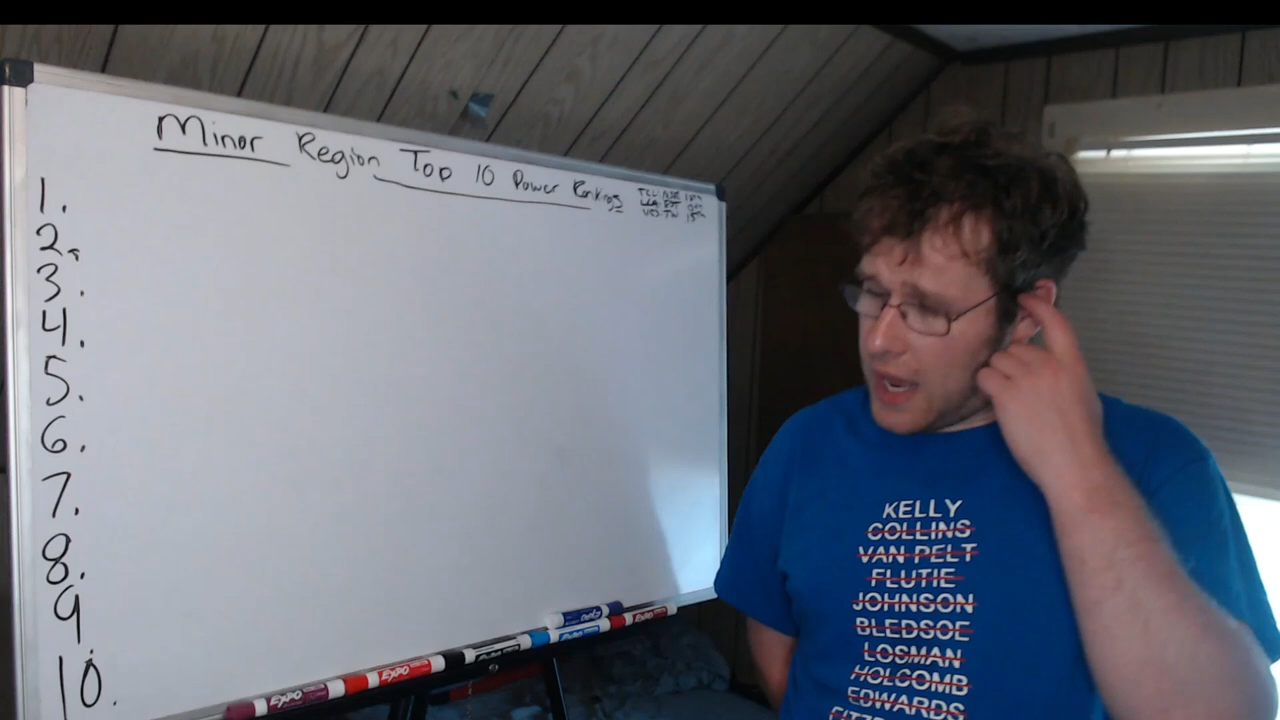 Minor Region Top 10 Power Rankings
1.
2.
3.
4.
5.
6.
7.
8.
9.
10.
KELLY
COLLINS
VAN PELT
FLUTIE
JOHNSON
BLEDSOE
LOSMAN
HOLCOMB
EDWARDS
EXPO
EXPO